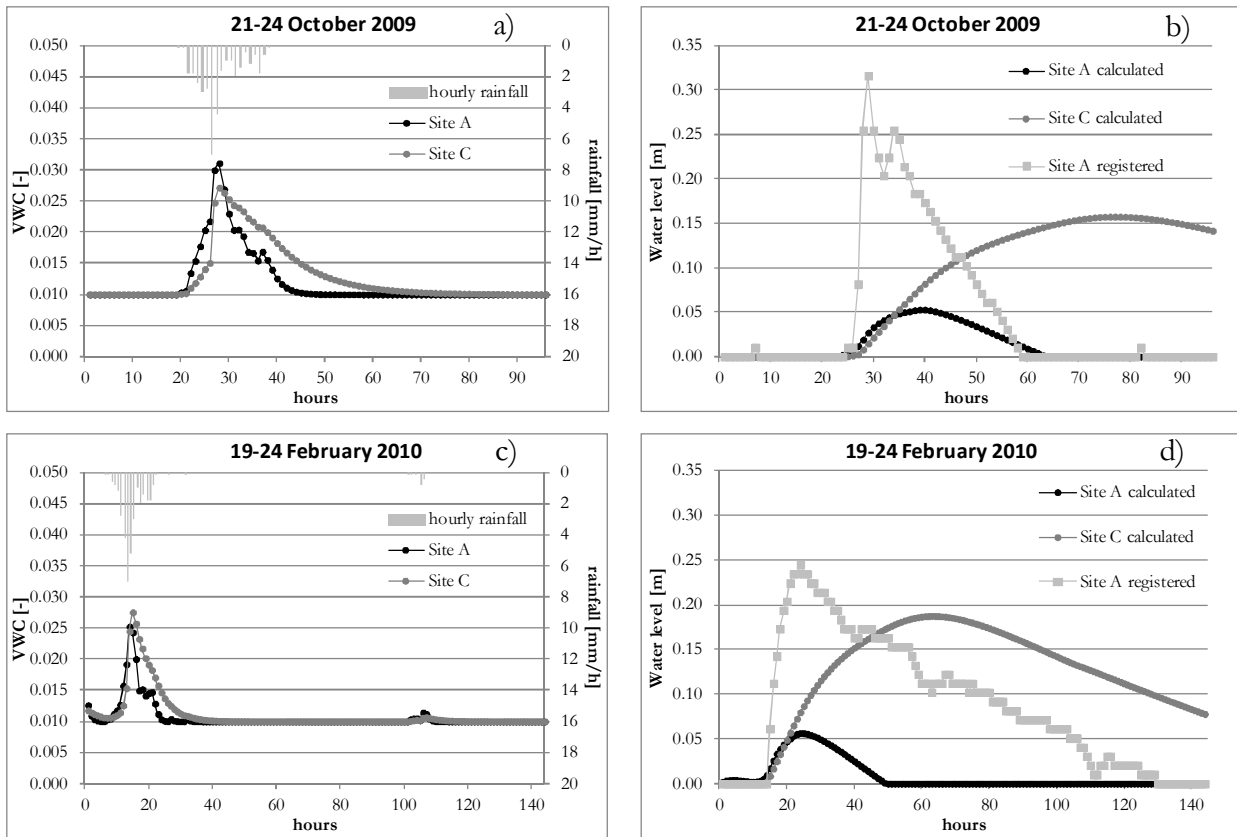 21-24 October 2009
a)
0.050
0.045
0.040
0.035
0.030
0.025
0.020
0.015
0.010
0.005
0.000
VWC [-]
0
2
4
6
8
10
12
14
16
18
20
rainfall [mm/h]
hourly rainfall
Site A
Site C
0 10 20 30 40 50 60 70 80 90
hours
21-24 October 2009
b)
0.35
0.30
0.25
0.20
0.15
0.10
0.05
0.00
Water level [m]
Site A calculated
Site C calculated
Site A registered
0 10 20 30 40 50 60 70 80 90
hours
19-24 February 2010
c)
0.050
0.045
0.040
0.035
0.030
0.025
0.020
0.015
0.010
0.005
0.000
VWC [-]
0
2
4
6
8
10
12
14
16
18
20
rainfall [mm/h]
hourly rainfall
Site A
Site C
0 20 40 60 80 100 120 140
hours
19-24 February 2010
d)
0.35
0.30
0.25
0.20
0.15
0.10
0.05
0.00
Water level [m]
Site A calculated
Site C calculated
Site A registered
0 20 40 60 80 100 120 140
hours